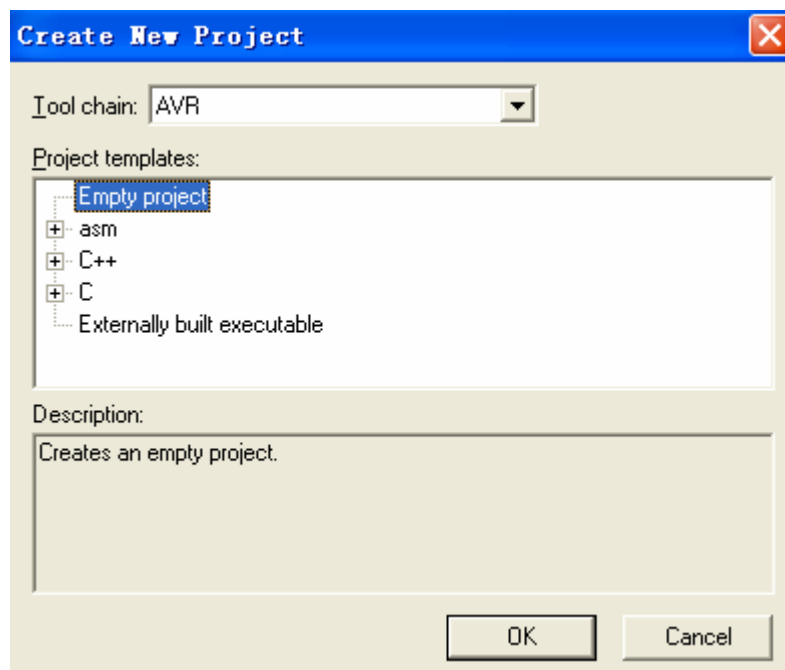 Create New Project
Tool chain: AVR
Project templates:
Empty project
asm
C++
C
Externally built executable
Description:
Creates an empty project.
OK Cancel